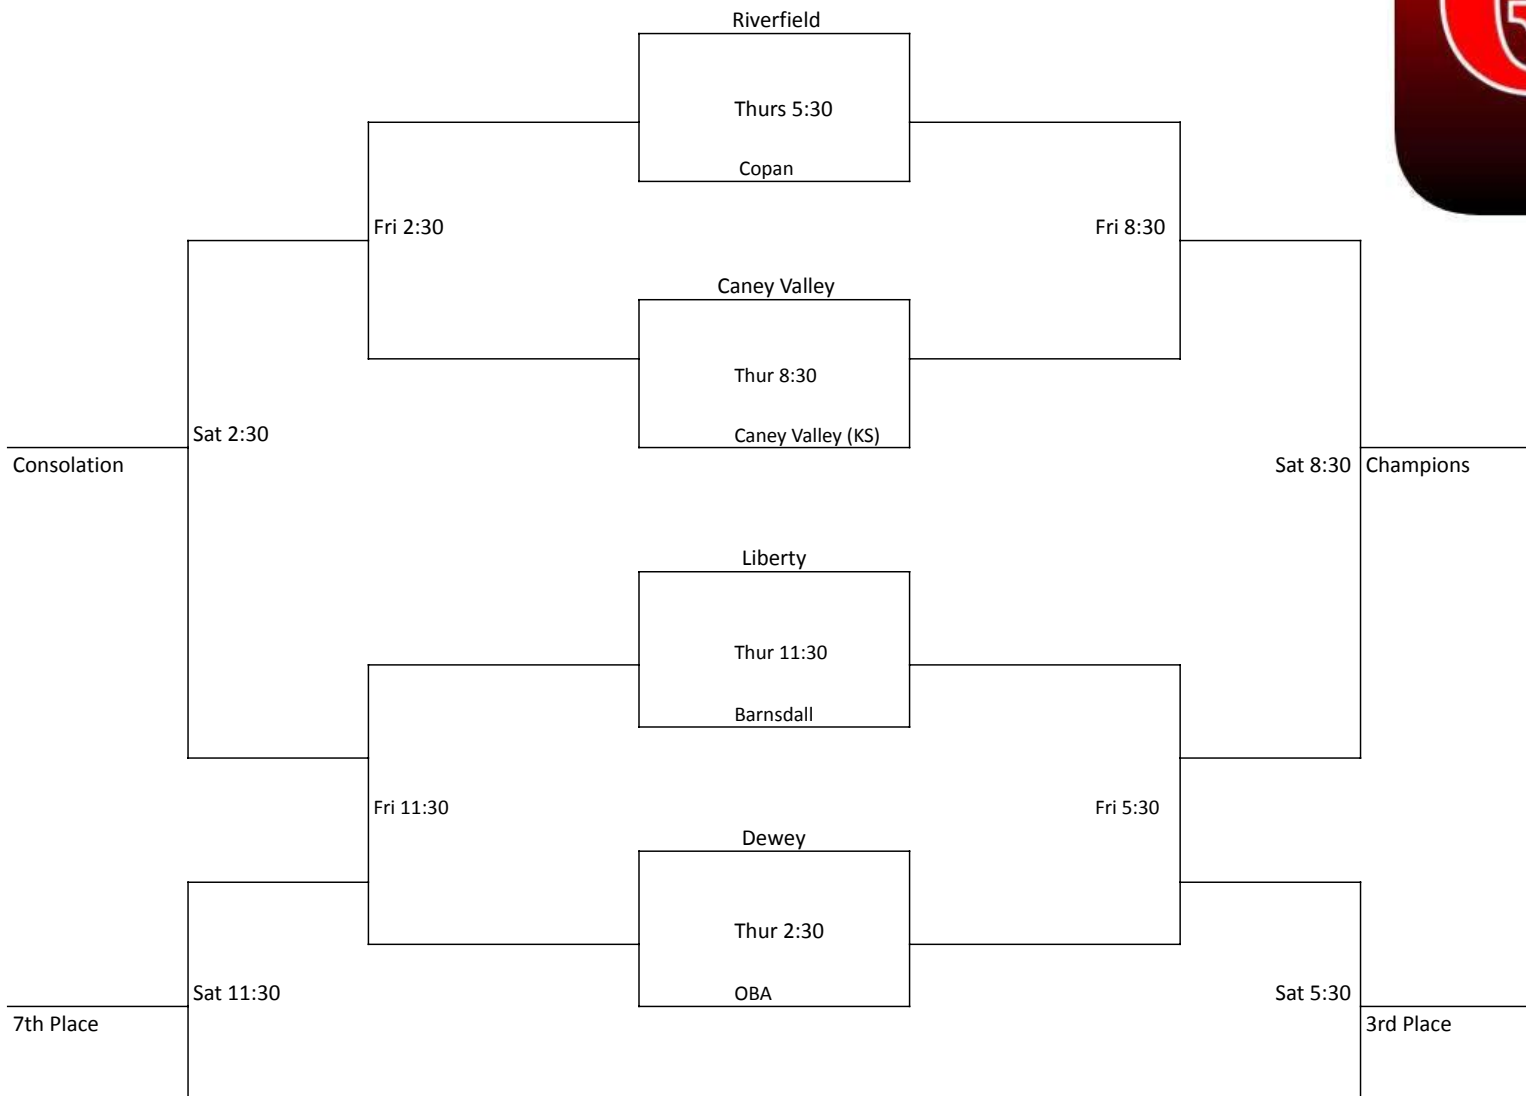 Riverfield
Thurs 5:30
Copan
Fri 2:30
Fri 8:30
Caney Valley
Thur 8:30
Caney Valley (KS)
Sat 2:30
Consolation
Sat 8:30
Champions
Liberty
Thur 11:30
Barnsdall
Fri 11:30
Fri 5:30
Dewey
Thur 2:30
OBA
Sat 11:30
7th Place
Sat 5:30
3rd Place